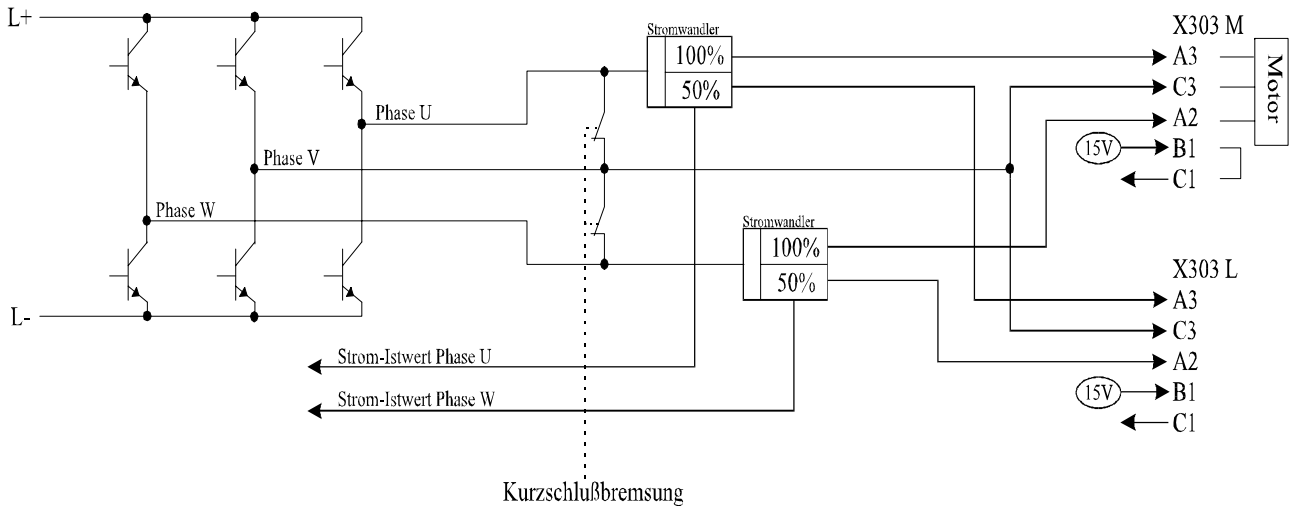 L+
Stromwandler
100%
50%
X303 M
A3
C3
A2
B1
C1
15V
Motor
Phase U
Phase V
Phase W
Stromwandler
100%
50%
L-
X303 L
A3
C3
A2
B1
C1
15V
Strom-Istwert Phase U
Strom-Istwert Phase W
Kurzschlußbremsung